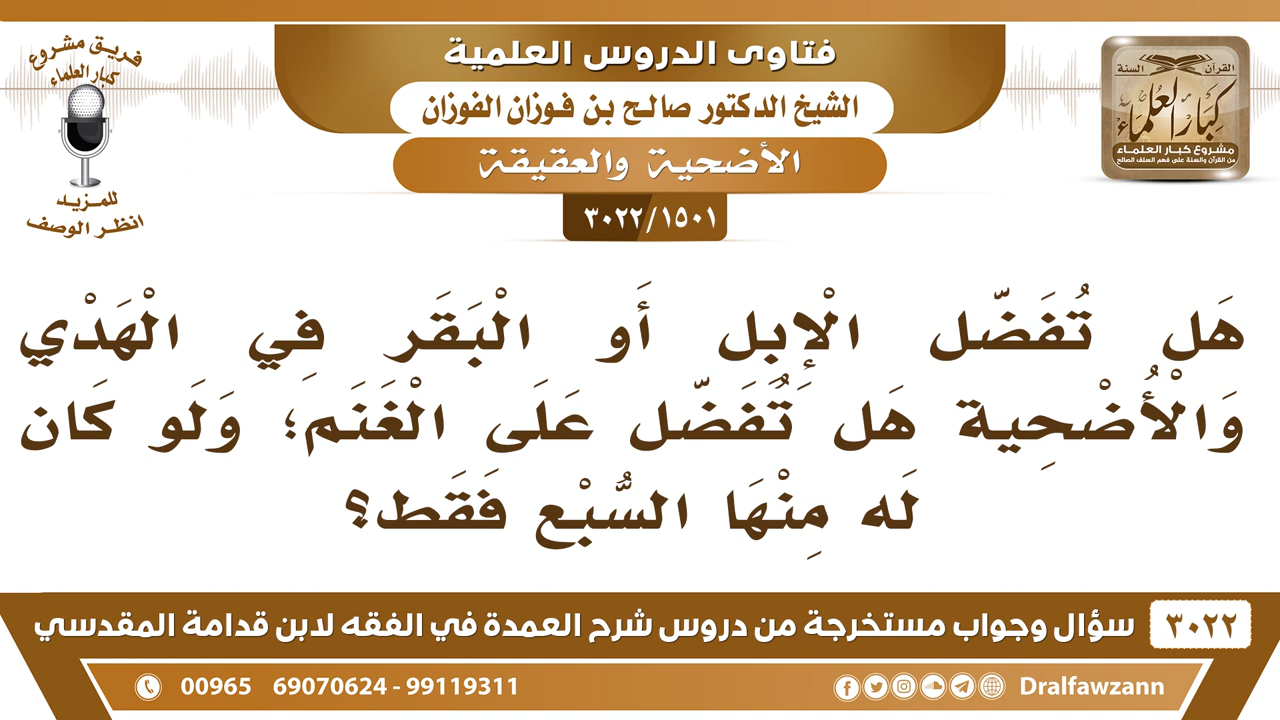 فتاوى الدروس العلمية
الشيخ الدكتور صالح بن فوزان الفوزان
الأضحية والعقيقة
٣٠٢٢/١٥٠١
فريق مشروع
كبار العلماء
للمزيد
انظر الوصف
القرآن السنة
كبار العلماء
مشروع كبار العلماء
من القرآن والسنة على فهم السلف الصالح
هَل تُفَضّل الْإبل أَو الْبَقَر فِي الْهَدْي
وَالْأُضْحِية هَل تُفَضّل عَلَى الْغَنَم؛ وَلَو كَان
لَه مِنْهَا السُّبْع فَقَط؟
٣٠٢٢ سؤال وجواب مستخرجة من دروس شرح العمدة في الفقه لابن قدامة المقدسي
00965 69070624 - 99119311
Dralfawzann